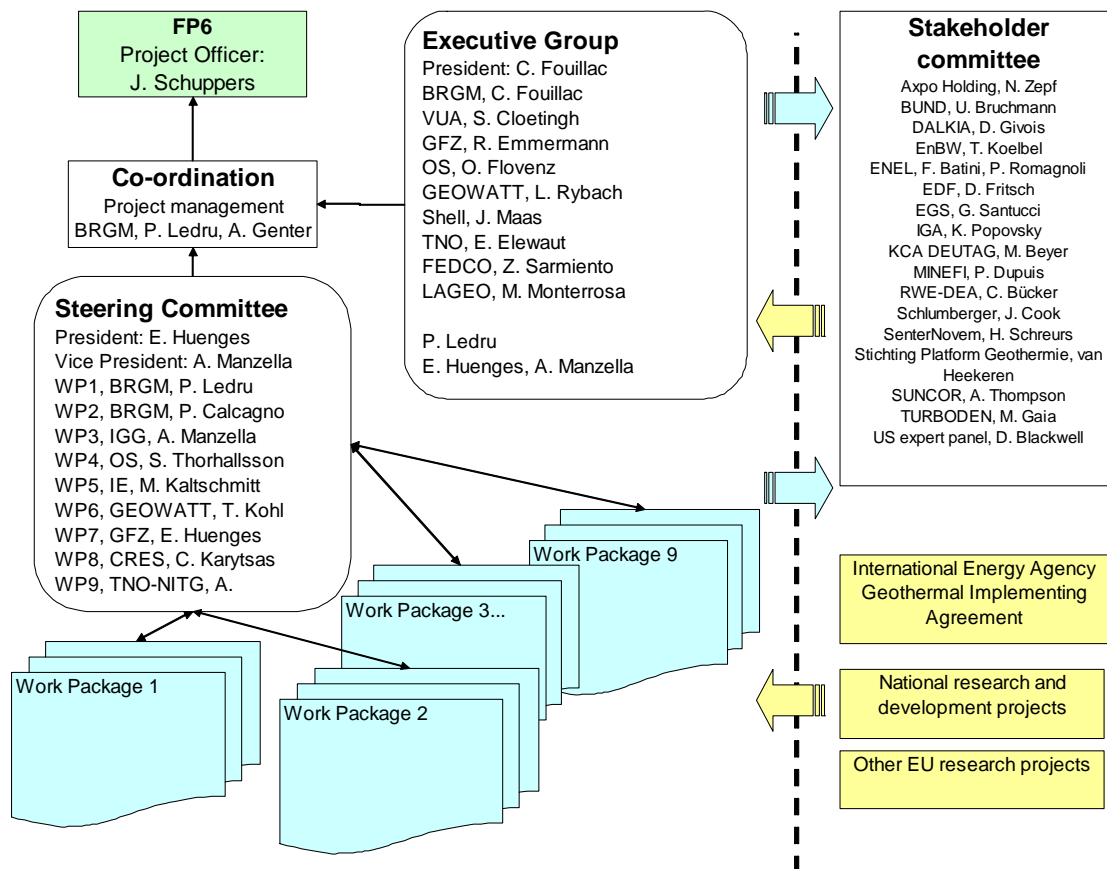 FP6
Project Officer:
J. Schuppers
Co-ordination
Project management
BRGM, P. Ledru, A. Genter
Steering Committee
President: E. Huenges
Vice President: A. Manzella
WP1, BRGM, P. Ledru
WP2, BRGM, P. Calcagno
WP3, IGG, A. Manzella
WP4, OS, S. Thorhallsson
WP5, IE, M. Kaltschmitt
WP6, GEOWATT, T. Kohl
WP7, GFZ, E. Huenges
WP8, CRES, C. Karytsas
WP9, TNO-NITG, A.
Executive Group
President: C. Fouillac
BRGM, C. Fouillac
VUA, S. Cloetingh
GFZ, R. Emmermann
OS, O. Flovenz
GEOWATT, L. Rybach
Shell, J. Maas
TNO, E. Elewaut
FEDCO, Z. Sarmiento
LAGEO, M. Monterrosa
P. Ledru
E. Huenges, A. Manzella
Work Package 1
Work Package 2
Work Package 3...
Work Package 9
Stakeholder
committee
Axpo Holding, N. Zepf
BUND, U. Bruchmann
DALKIA, D. Givois
EnBW, T. Koelbel
ENEL, F. Batini, P. Romagnoli
EDF, D. Fritsch
EGS, G. Santucci
IGA, K. Popovsky
KCA DEUTAG, M. Beyer
MINEFI, P. Dupuis
RWE-DEA, C. Bücker
Schlumberger, J. Cook
SenterNovem, H. Schreurs
Stichting Platform Geothermie, van
Heekeren
SUNCOR, A. Thompson
TURBODEN, M. Gaia
US expert panel, D. Blackwell
International Energy Agency
Geothermal Implementing
Agreement
National research and
development projects
Other EU research projects